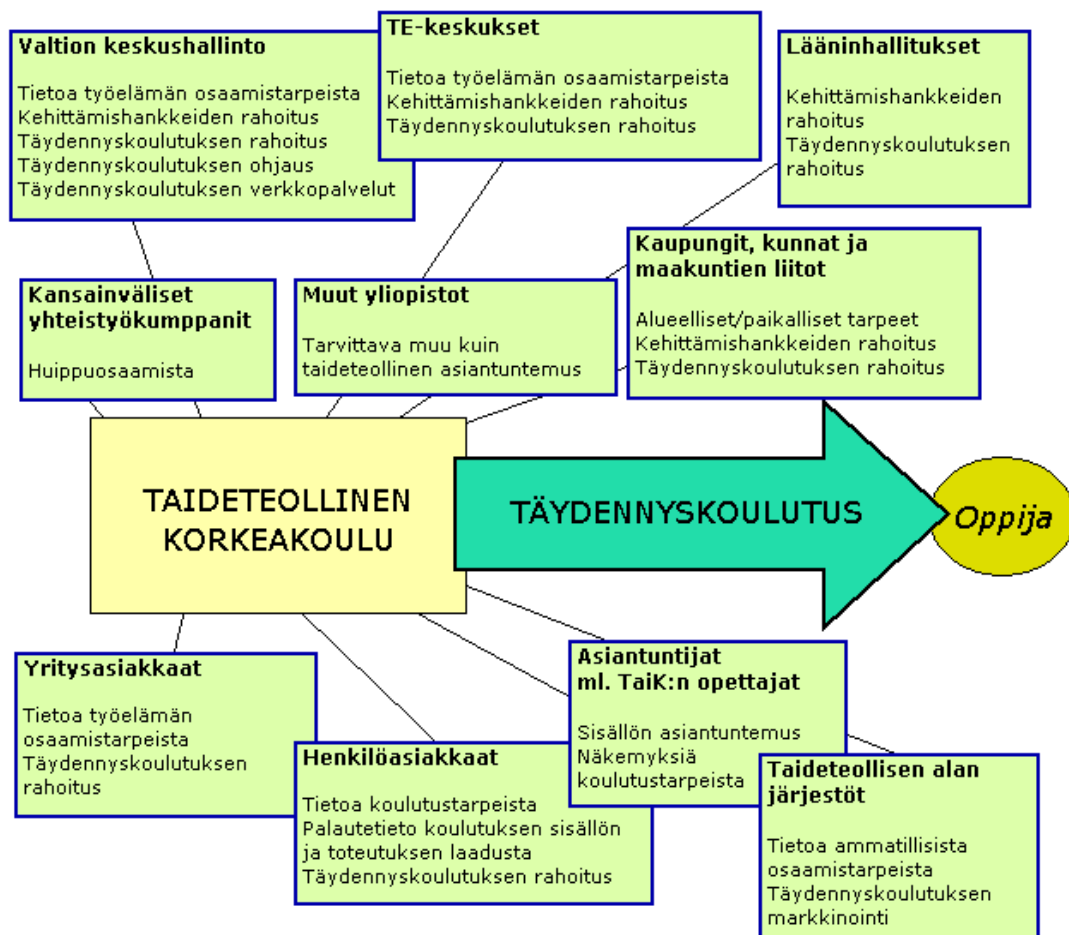 Valtion keskushallinto
Tietoa työelämän osaamistarpeista
Kehittämishankkeiden rahoitus
Täydennyskoulutuksen rahoitus
Täydennyskoulutuksen ohjaus
Täydennyskoulutuksen verkkopalvelut
TE-keskukset
Tietoa työelämän osaamistarpeista
Kehittämishankkeiden rahoitus
Täydennyskoulutuksen rahoitus
Lääninhallitukset
Kehittämishankkeiden
rahoitus
Täydennyskoulutuksen
rahoitus
Kansainväliset
yhteistyökumppanit
Huippuosaamista
Muut yliopistot
Tarvittava muu kuin
taideteollinen asiantuntemus
Kaupungit, kunnat ja
maakuntien liitot
Alueelliset/paikalliset tarpeet
Kehittämishankkeiden rahoitus
Täydennyskoulutuksen rahoitus
TAIDETEOLLINEN
KORKEAKOULU
TÄYDENNYSKOULUTUS
Oppija
Yritysasiakkaat
Tietoa työelämän
osaamistarpeista
Täydennyskoulutuksen
rahoitus
Henkilöasiakkaat
Tietoa koulutustarpeista
Palautetieto koulutuksen sisällön
ja toteutuksen laadusta
Täydennyskoulutuksen rahoitus
Asiantuntijat
ml. TaiK:n opettajat
Sisällön asiantuntemus
Näkemyksiä
koulutustarpeista
Taideteollisen alan
järjestöt
Tietoa ammatillisista
osaamistarpeista
Täydennyskoulutuksen
markkinointi